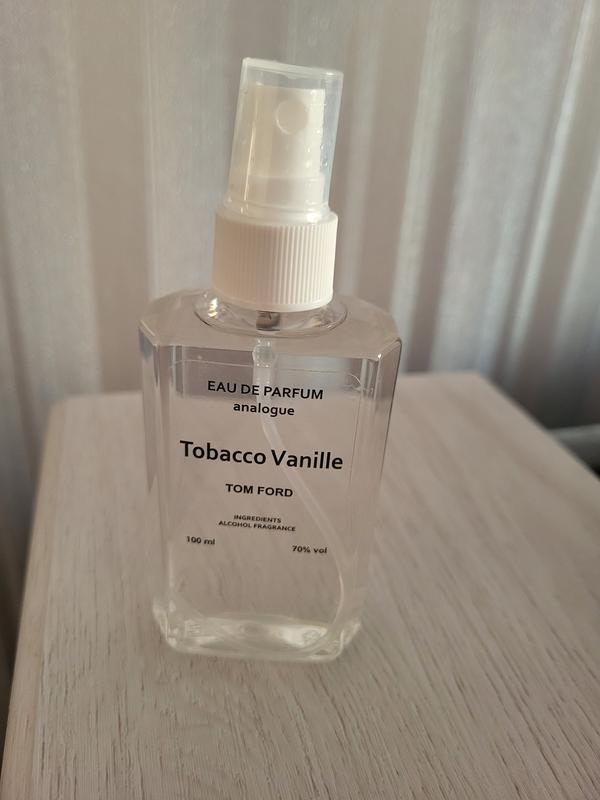 EAU DE PARFUM
analogue
Tobacco Vanille
TOM FORD
INGREDIENTS
ALCOHOL FRAGRANCE
100 ml 70% vol